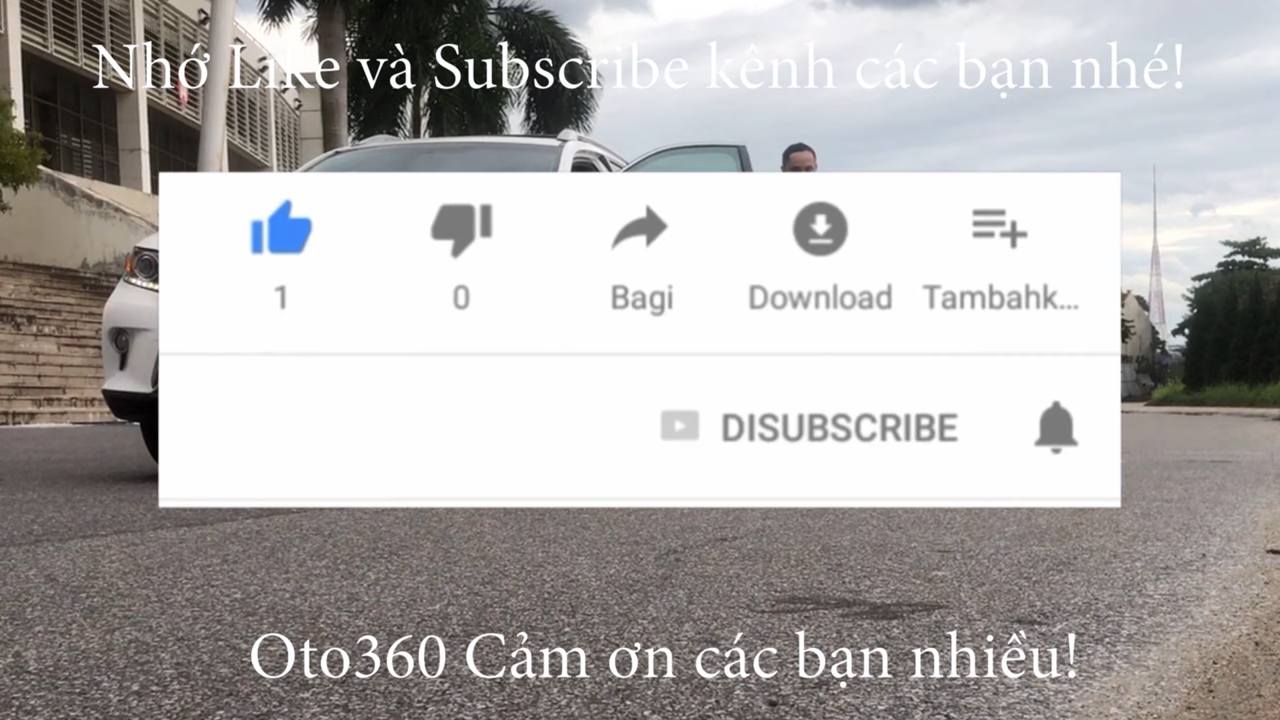 Nhớ Like và Subscribe kênh các bạn nhé!
1 0 Bagi Download Tambahk...
DISUBSCRIBE
Oto360 Cảm ơn các bạn nhiều!